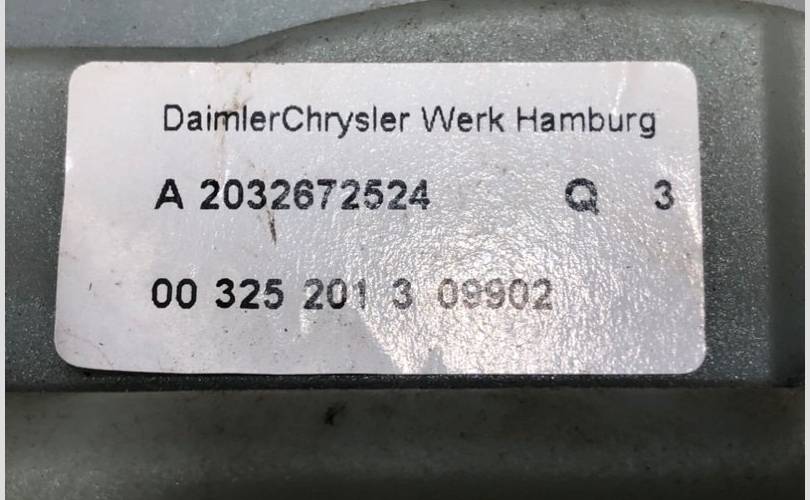 DaimlerChrysler Werk Hamburg
A 2032672524 Q 3
00 325 201 3 09902